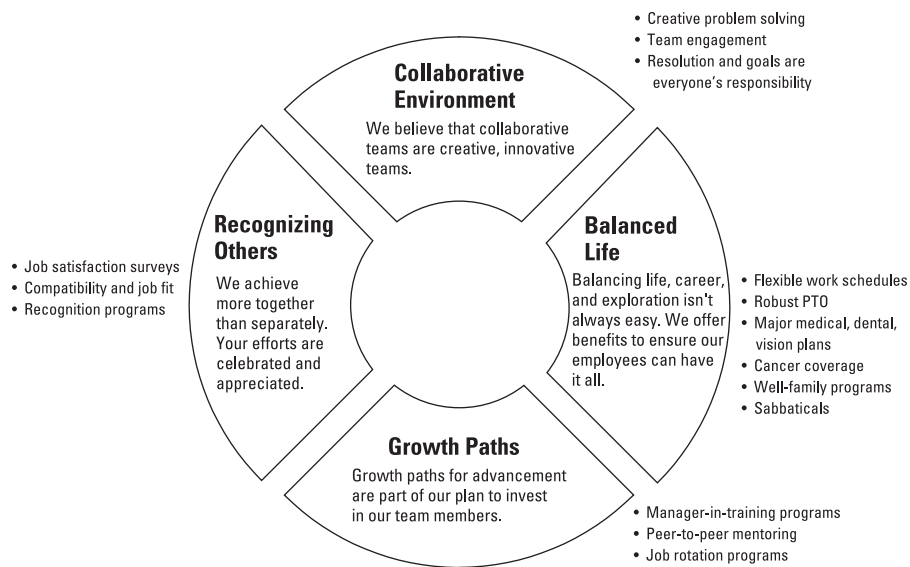 Collaborative
Environment
We believe that collaborative
teams are creative, innovative
teams.
• Creative problem solving
• Team engagement
• Resolution and goals are
everyone's responsibility
Balanced
Life
Balancing life, career,
and exploration isn't
always easy. We offer
benefits to ensure our
employees can have
it all.
• Flexible work schedules
• Robust PTO
• Major medical, dental,
vision plans
• Cancer coverage
• Well-family programs
• Sabbaticals
Growth Paths
Growth paths for advancement
are part of our plan to invest
in our team members.
• Manager-in-training programs
• Peer-to-peer mentoring
• Job rotation programs
Recognizing
Others
We achieve
more together
than separately.
Your efforts are
celebrated and
appreciated.
• Job satisfaction surveys
• Compatibility and job fit
• Recognition programs